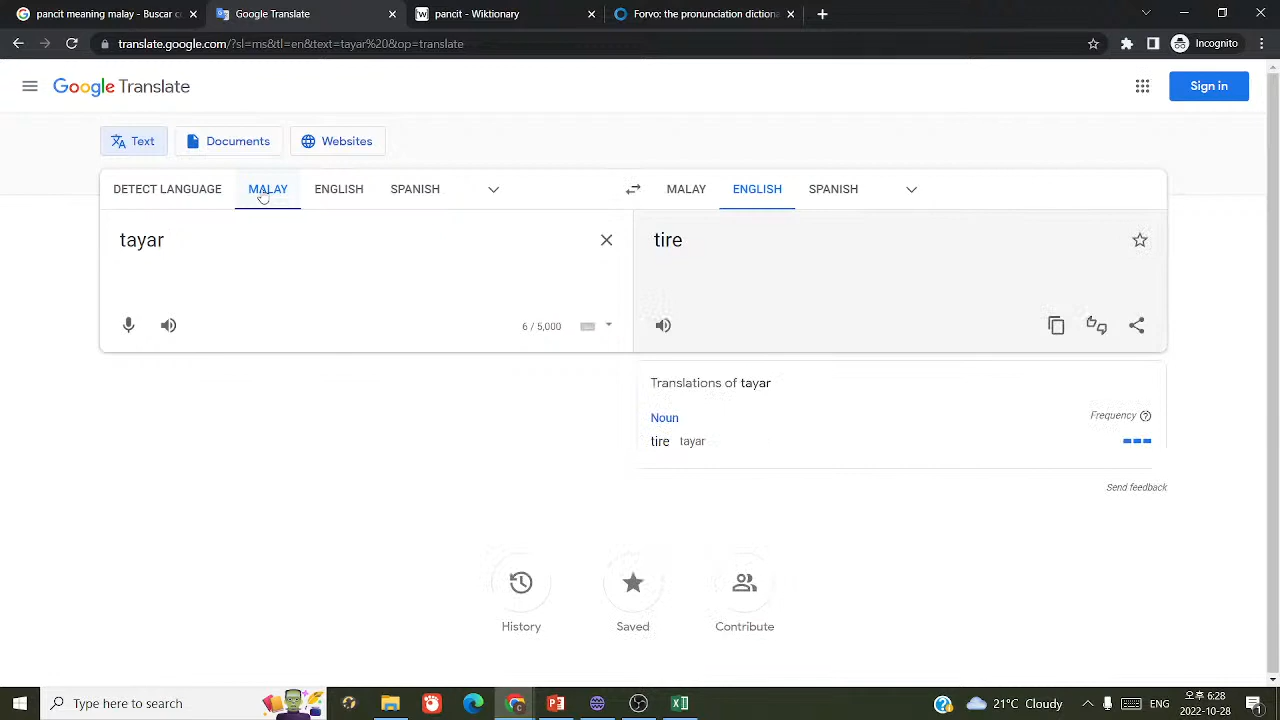 pancit meaning malay - Buscar c
Google Translate
pancit - Wiktionary
Forvo: the pronunciation dictiona
translate.google.com/?sl=ms&tl=en&text=tayar%20&op=translate
Incognito
Google Translate
Sign in
Text
Documents
Websites
DETECT LANGUAGE
MALAY
ENGLISH
SPANISH
MALAY
ENGLISH
SPANISH
tayar
tire
6 / 5,000
Translations of tayar
Noun
Frequency
tire tayar
Send feedback
History
Saved
Contribute
Type here to search
21°C Cloudy
ENG
오후 6:28
2022-10-28